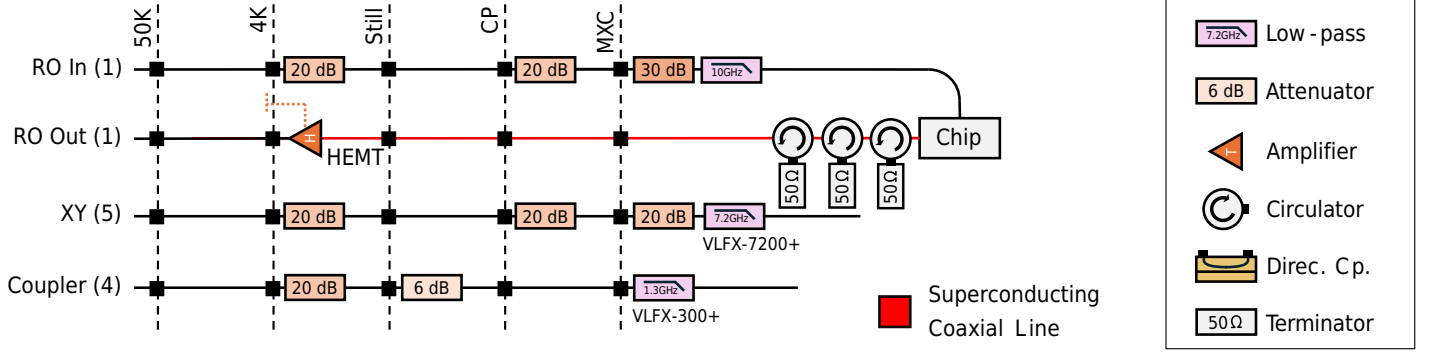 50K
4K
Still
CP
MXC
RO In (1)
20 dB
20 dB
30 dB
10GHz
RO Out (1)
H
HEMT
50Ω
50Ω
50Ω
Chip
XY (5)
20 dB
20 dB
20 dB
7.2GHz
VLFX-7200+
Coupler (4)
20 dB
6 dB
1.3GHz
VLFX-300+
Superconducting
Coaxial Line
7.2GHz Low-pass
6 dB Attenuator
T Amplifier
Circulator
Direc. Cp.
50Ω Terminator